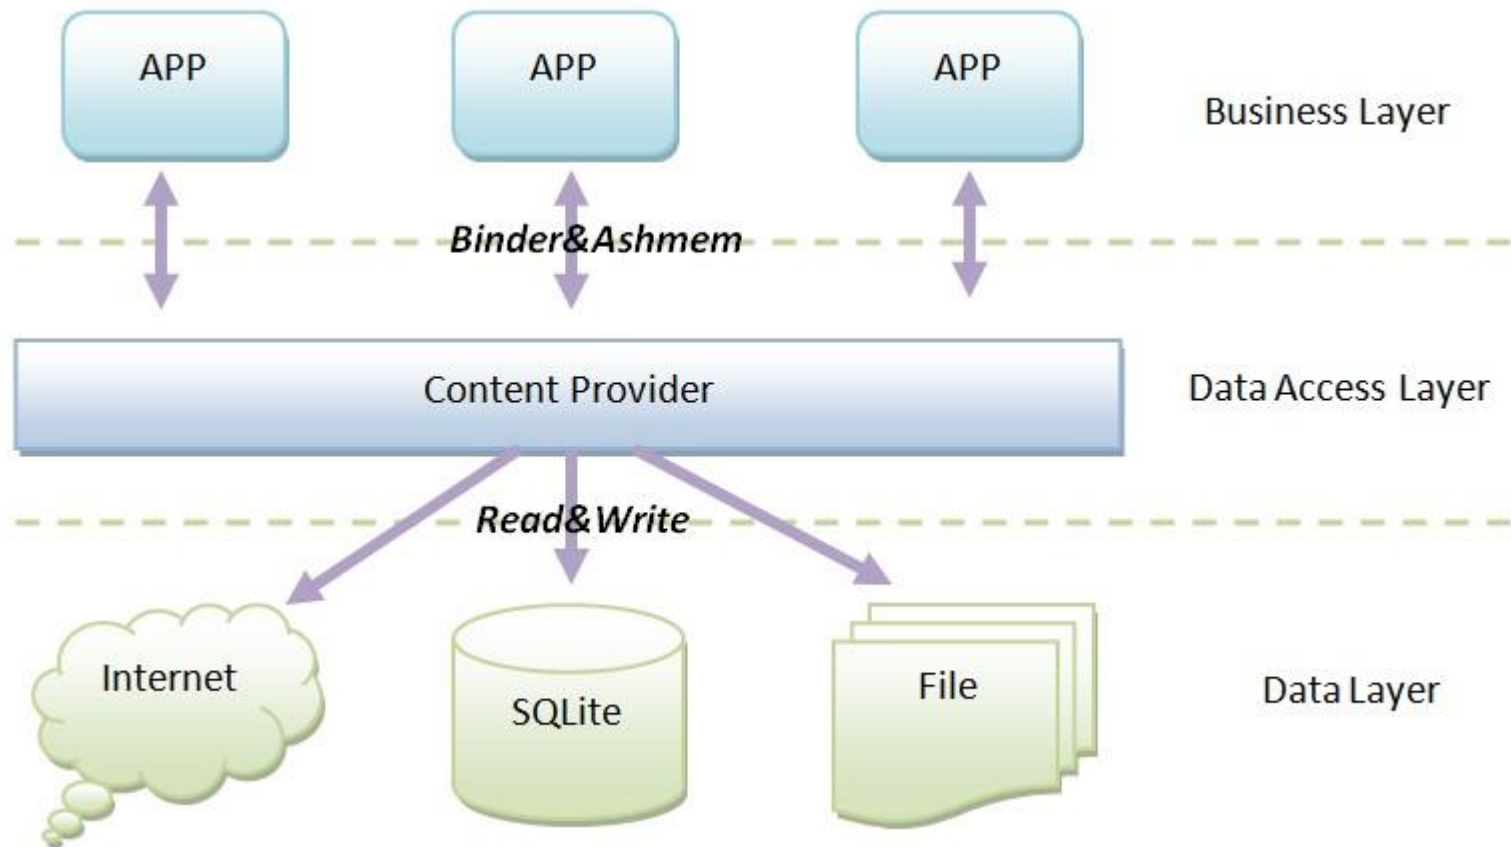 APP
APP
APP
Business Layer
Binder&Ashmem
Content Provider
Data Access Layer
Read&Write
Internet
SQLite
File
Data Layer